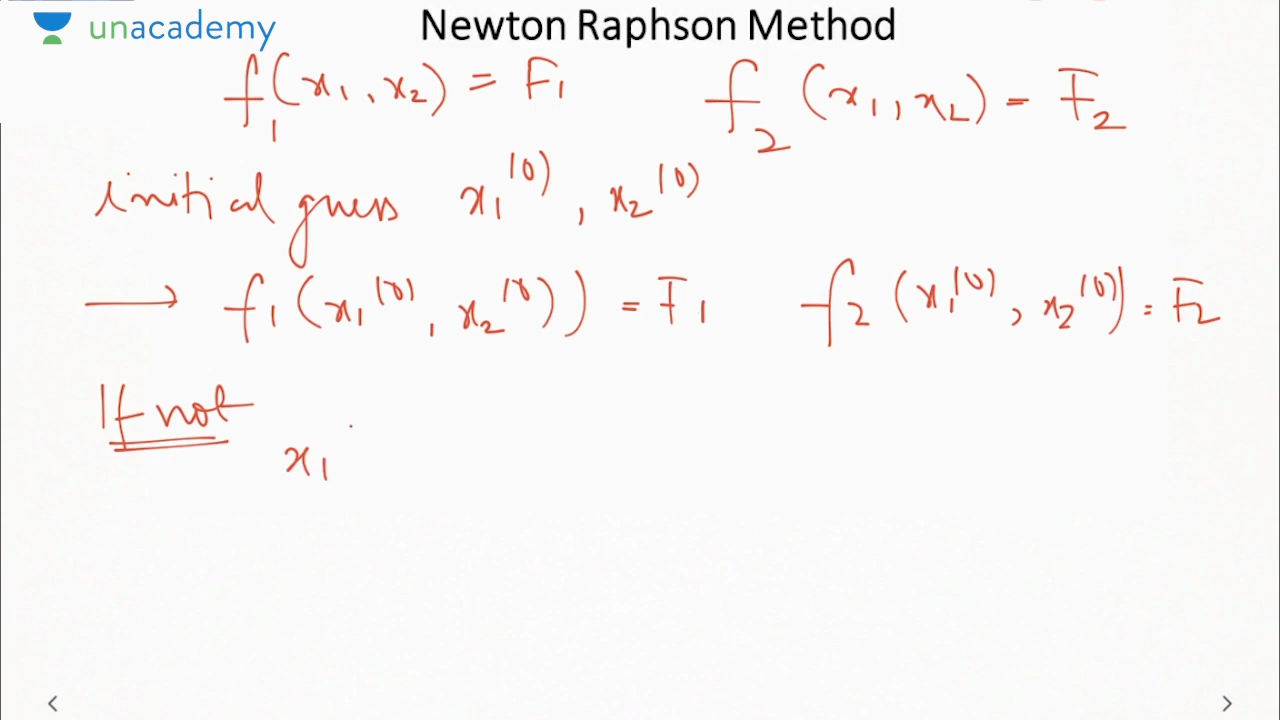 unacademy Newton Raphson Method
f₁(x₁, x₂) = F₁ f₂(x₁, x₂) = F₂
initial guess x₁⁽⁰⁾, x₂⁽⁰⁾
⟶ f₁(x₁⁽⁰⁾, x₂⁽⁰⁾) = F₁ f₂(x₁⁽⁰⁾, x₂⁽⁰⁾) = F₂
If not
x₁